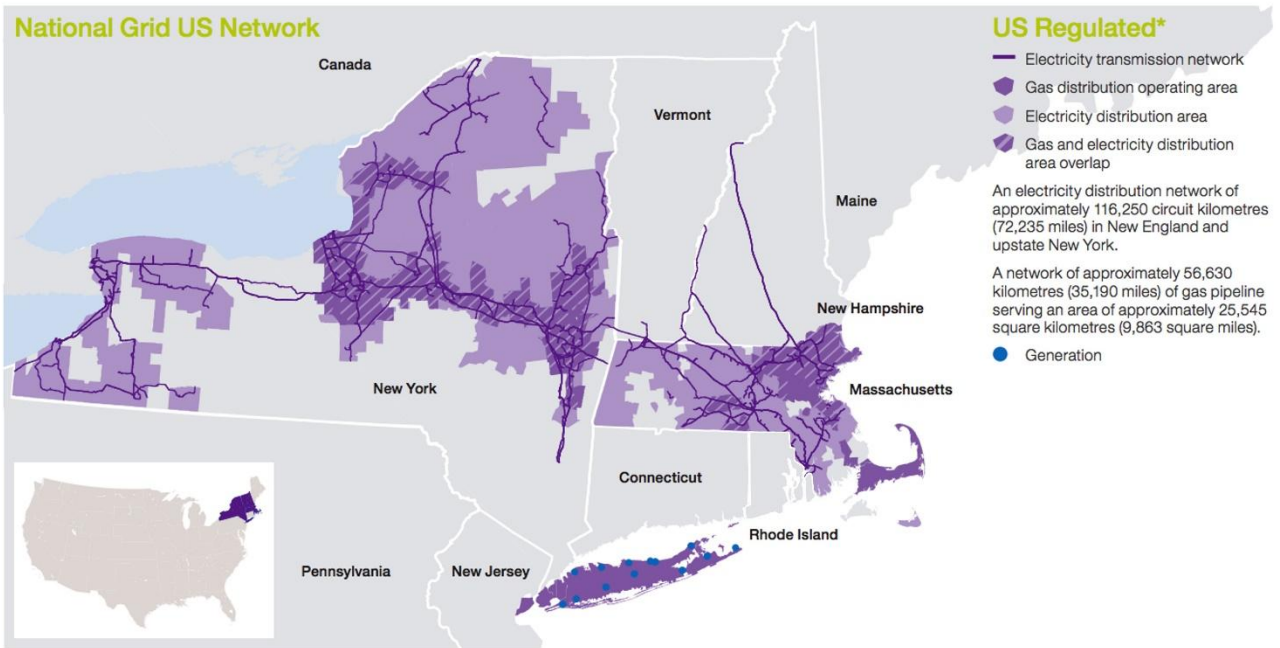 National Grid US Network
Canada
Vermont
Maine
New Hampshire
New York
Massachusetts
Connecticut
Rhode Island
Pennsylvania
New Jersey
US Regulated*
Electricity transmission network
Gas distribution operating area
Electricity distribution area
Gas and electricity distribution
area overlap
An electricity distribution network of
approximately 116,250 circuit kilometres
(72,235 miles) in New England and
upstate New York.
A network of approximately 56,630
kilometres (35,190 miles) of gas pipeline
serving an area of approximately 25,545
square kilometres (9,863 square miles).
Generation